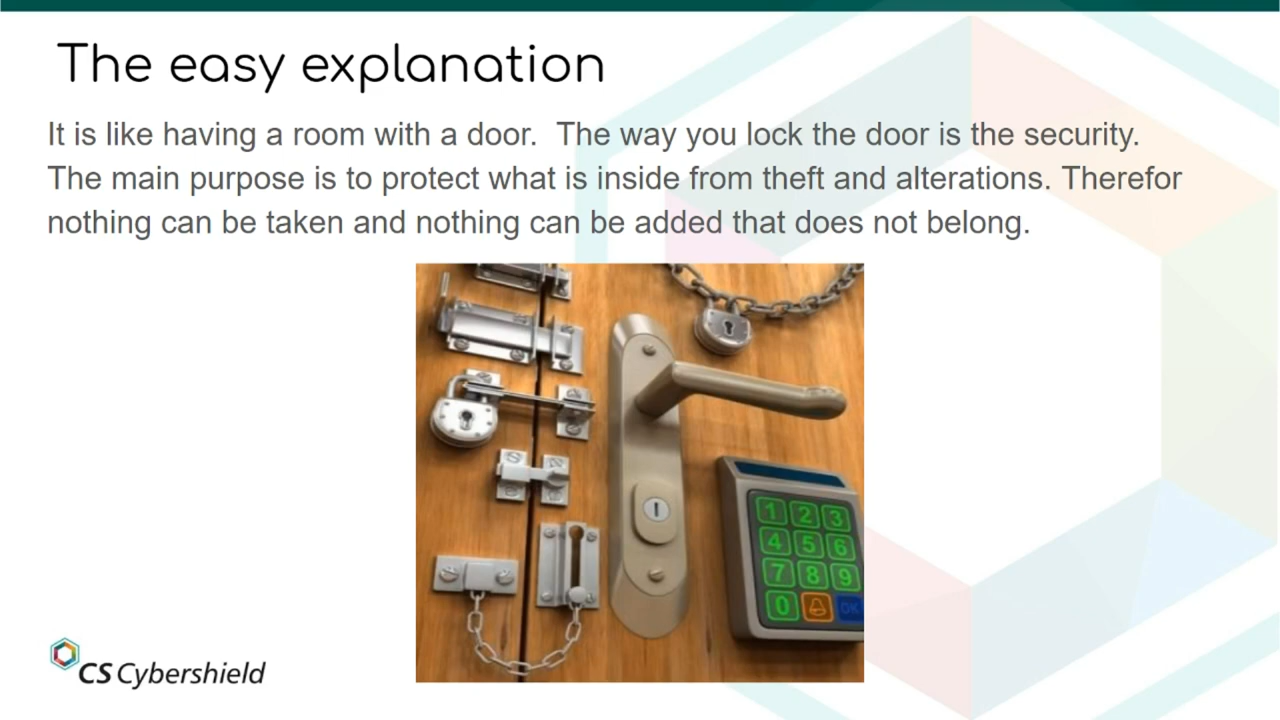 The easy explanation
It is like having a room with a door.  The way you lock the door is the security.
The main purpose is to protect what is inside from theft and alterations. Therefor
nothing can be taken and nothing can be added that does not belong.
1 2 3
4 5 6
7 8 9
0 OK
CS Cybershield